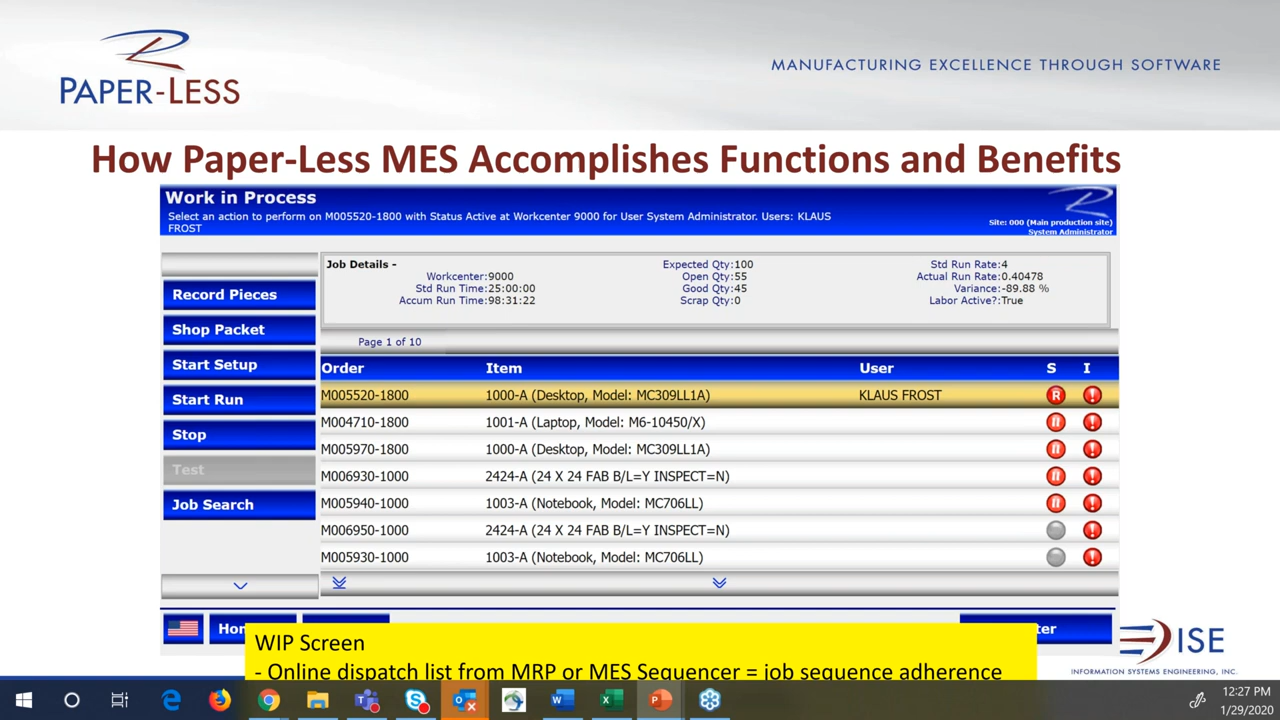 PAPER-LESS
MANUFACTURING EXCELLENCE THROUGH SOFTWARE
How Paper-Less MES Accomplishes Functions and Benefits
Work in Process
Select an action to perform on M005520-1800 with Status Active at Workcenter 9000 for User System Administrator. Users: KLAUS
FROST
Site: 000 (Main production site)
System Administrator
Record Pieces
Shop Packet
Start Setup
Start Run
Stop
Test
Job Search
Job Details -
Workcenter:9000
Std Run Time:25:00:00
Accum Run Time:98:31:22
Expected Qty:100
Open Qty:55
Good Qty:45
Scrap Qty:0
Std Run Rate:4
Actual Run Rate:0.40478
Variance:-89.88 %
Labor Active?:True
Page 1 of 10
Order Item User S I
M005520-1800 1000-A (Desktop, Model: MC309LL1A) KLAUS FROST R !
M004710-1800 1001-A (Laptop, Model: M6-10450/X) !
M005970-1800 1000-A (Desktop, Model: MC309LL1A) !
M006930-1000 2424-A (24 X 24 FAB B/L=Y INSPECT=N) !
M005940-1000 1003-A (Notebook, Model: MC706LL) !
M006950-1000 2424-A (24 X 24 FAB B/L=Y INSPECT=N) !
M005930-1000 1003-A (Notebook, Model: MC706LL) !
WIP Screen
- Online dispatch list from MRP or MES Sequencer = job sequence adherence
ISE
INFORMATION SYSTEMS ENGINEERING, INC.
12:27 PM
1/29/2020